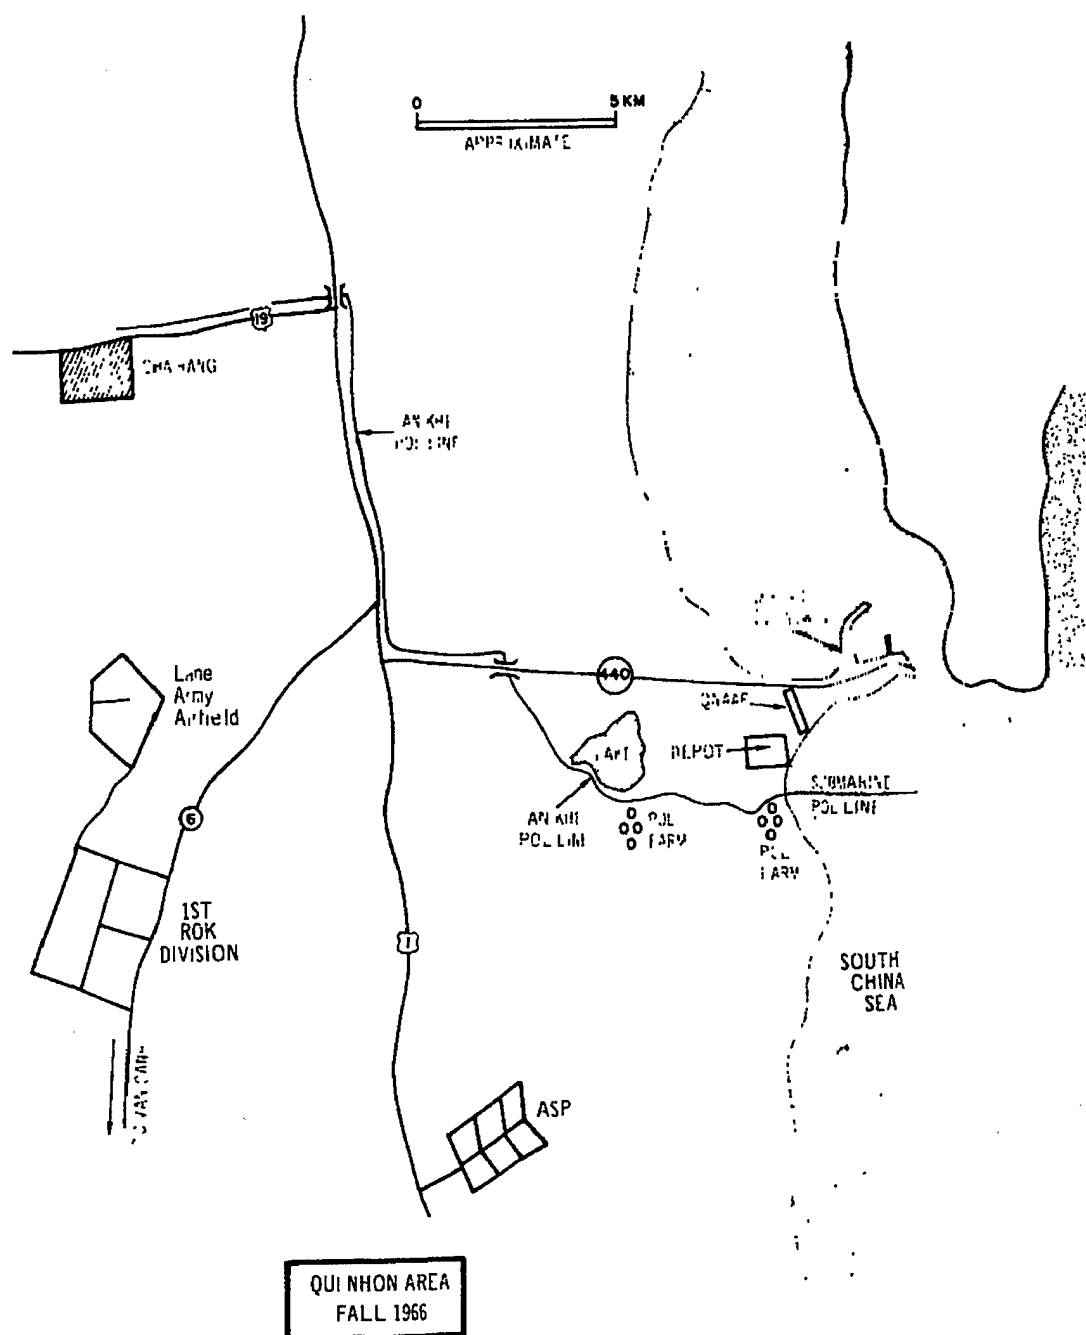 0 5 KM
APPROXIMATE
19
CHA RANG
AN KHE
POL LINE
440
QNAAF
Lane
Army
Airfield
LAKE
DEPOT
SUBMARINE
POL LINE
AN KHE
POL LINE
POL
FARM
POL
FARM
6
1ST
ROK
DIVISION
1
SOUTH
CHINA
SEA
ASP
QUI NHON AREA
FALL 1966